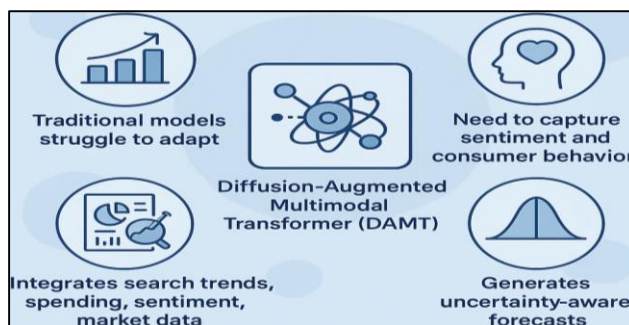 Traditional models
struggle to adapt
Need to capture
sentiment and
consumer behavior
Diffusion-Augmented
Multimodal
Transformer (DAMT)
Integrates search trends,
spending, sentiment,
market data
Generates
uncertainty-aware
forecasts